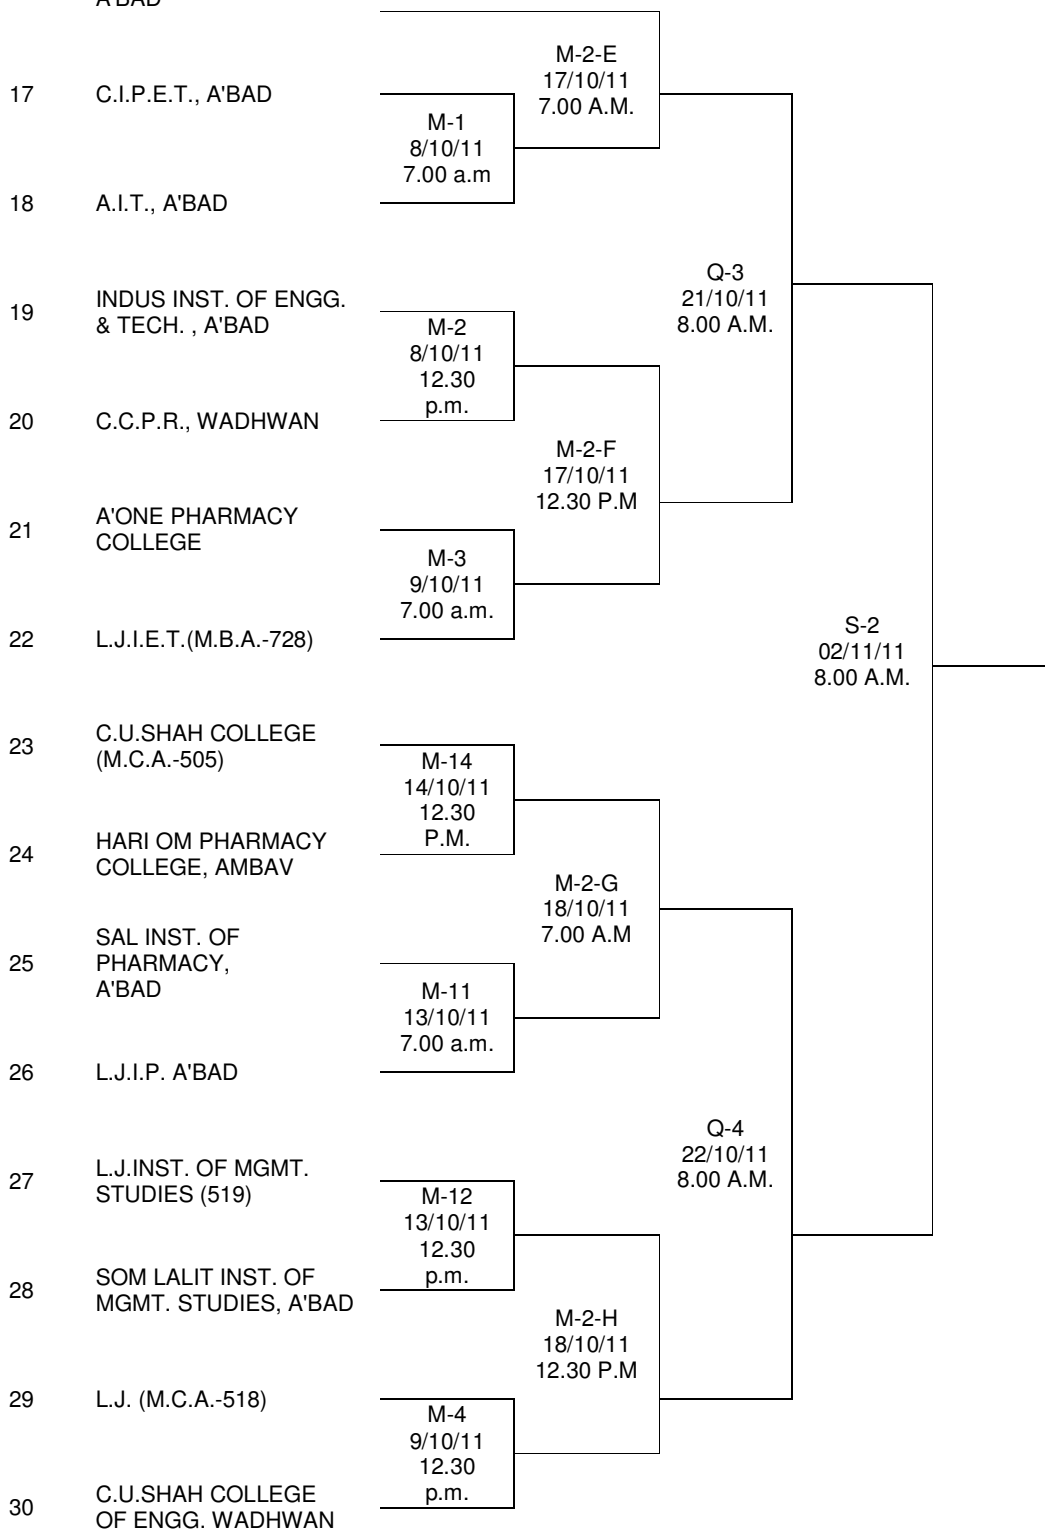 A'BAD
M-2-E
17/10/11
7.00 A.M.
17 C.I.P.E.T., A'BAD
M-1
8/10/11
7.00 a.m
18 A.I.T., A'BAD
Q-3
21/10/11
8.00 A.M.
19 INDUS INST. OF ENGG.
& TECH. , A'BAD
M-2
8/10/11
12.30
p.m.
20 C.C.P.R., WADHWAN
M-2-F
17/10/11
12.30 P.M
21 A'ONE PHARMACY
COLLEGE
M-3
9/10/11
7.00 a.m.
22 L.J.I.E.T.(M.B.A.-728)
S-2
02/11/11
8.00 A.M.
23 C.U.SHAH COLLEGE
(M.C.A.-505)
M-14
14/10/11
12.30
P.M.
24 HARI OM PHARMACY
COLLEGE, AMBAV
M-2-G
18/10/11
7.00 A.M
25 SAL INST. OF
PHARMACY,
A'BAD
M-11
13/10/11
7.00 a.m.
26 L.J.I.P. A'BAD
Q-4
22/10/11
8.00 A.M.
27 L.J.INST. OF MGMT.
STUDIES (519)
M-12
13/10/11
12.30
p.m.
28 SOM LALIT INST. OF
MGMT. STUDIES, A'BAD
M-2-H
18/10/11
12.30 P.M
29 L.J. (M.C.A.-518)
M-4
9/10/11
12.30
p.m.
30 C.U.SHAH COLLEGE
OF ENGG. WADHWAN